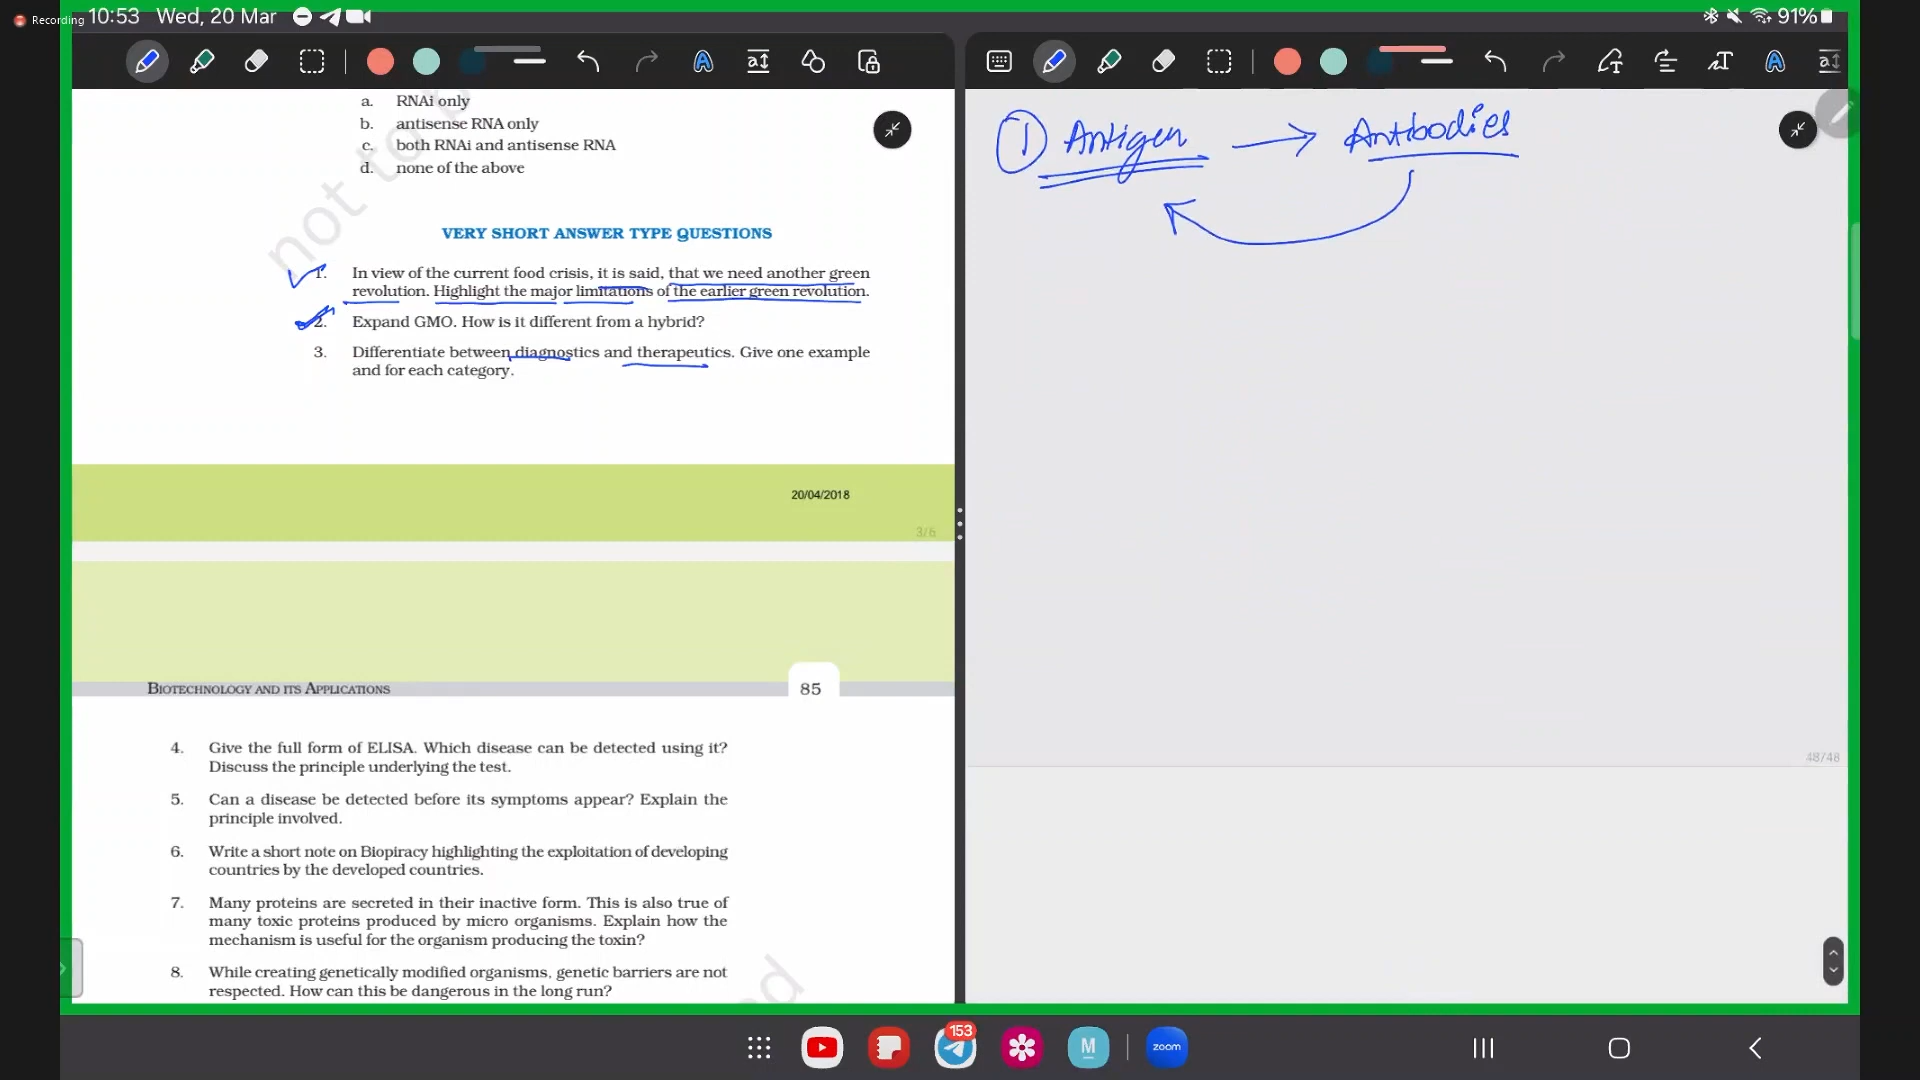 Recording
10:53 Wed, 20 Mar
91%
a. RNAi only
b. antisense RNA only
c. both RNAi and antisense RNA
d. none of the above
not to
VERY SHORT ANSWER TYPE QUESTIONS
1. In view of the current food crisis, it is said, that we need another green
revolution. Highlight the major limitations of the earlier green revolution.
2. Expand GMO. How is it different from a hybrid?
3. Differentiate between diagnostics and therapeutics. Give one example
and for each category.
20/04/2018
3/6
BIOTECHNOLOGY AND ITS APPLICATIONS
85
4. Give the full form of ELISA. Which disease can be detected using it?
Discuss the principle underlying the test.
5. Can a disease be detected before its symptoms appear? Explain the
principle involved.
6. Write a short note on Biopiracy highlighting the exploitation of developing
countries by the developed countries.
7. Many proteins are secreted in their inactive form. This is also true of
many toxic proteins produced by micro organisms. Explain how the
mechanism is useful for the organism producing the toxin?
8. While creating genetically modified organisms, genetic barriers are not
respected. How can this be dangerous in the long run?
1 Antigen → Antibodies
48/48
153
M
zoom